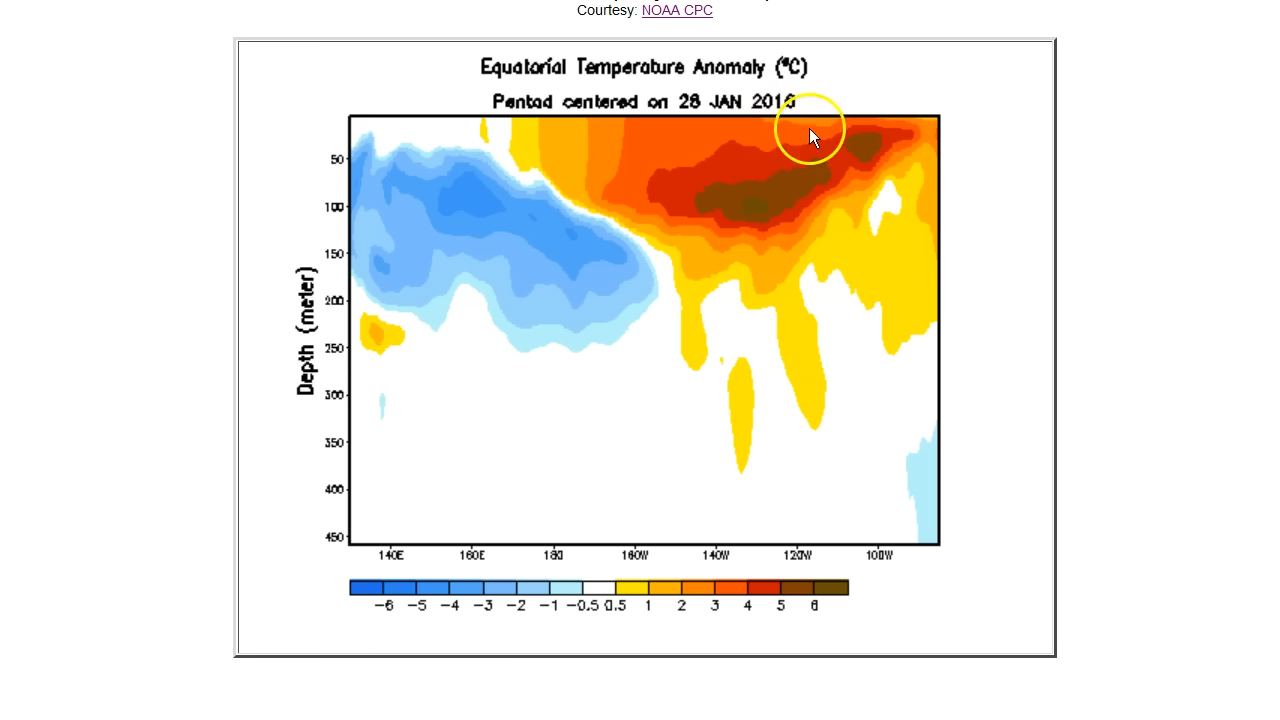 Courtesy: NOAA CPC
Equatorial Temperature Anomaly (°C)
Pentad centered on 28 JAN 2016
Depth (meter)
50
100
150
200
250
300
350
400
450
140E 160E 180 160W 140W 120W 100W
-6 -5 -4 -3 -2 -1 -0.5 0.5 1 2 3 4 5 6